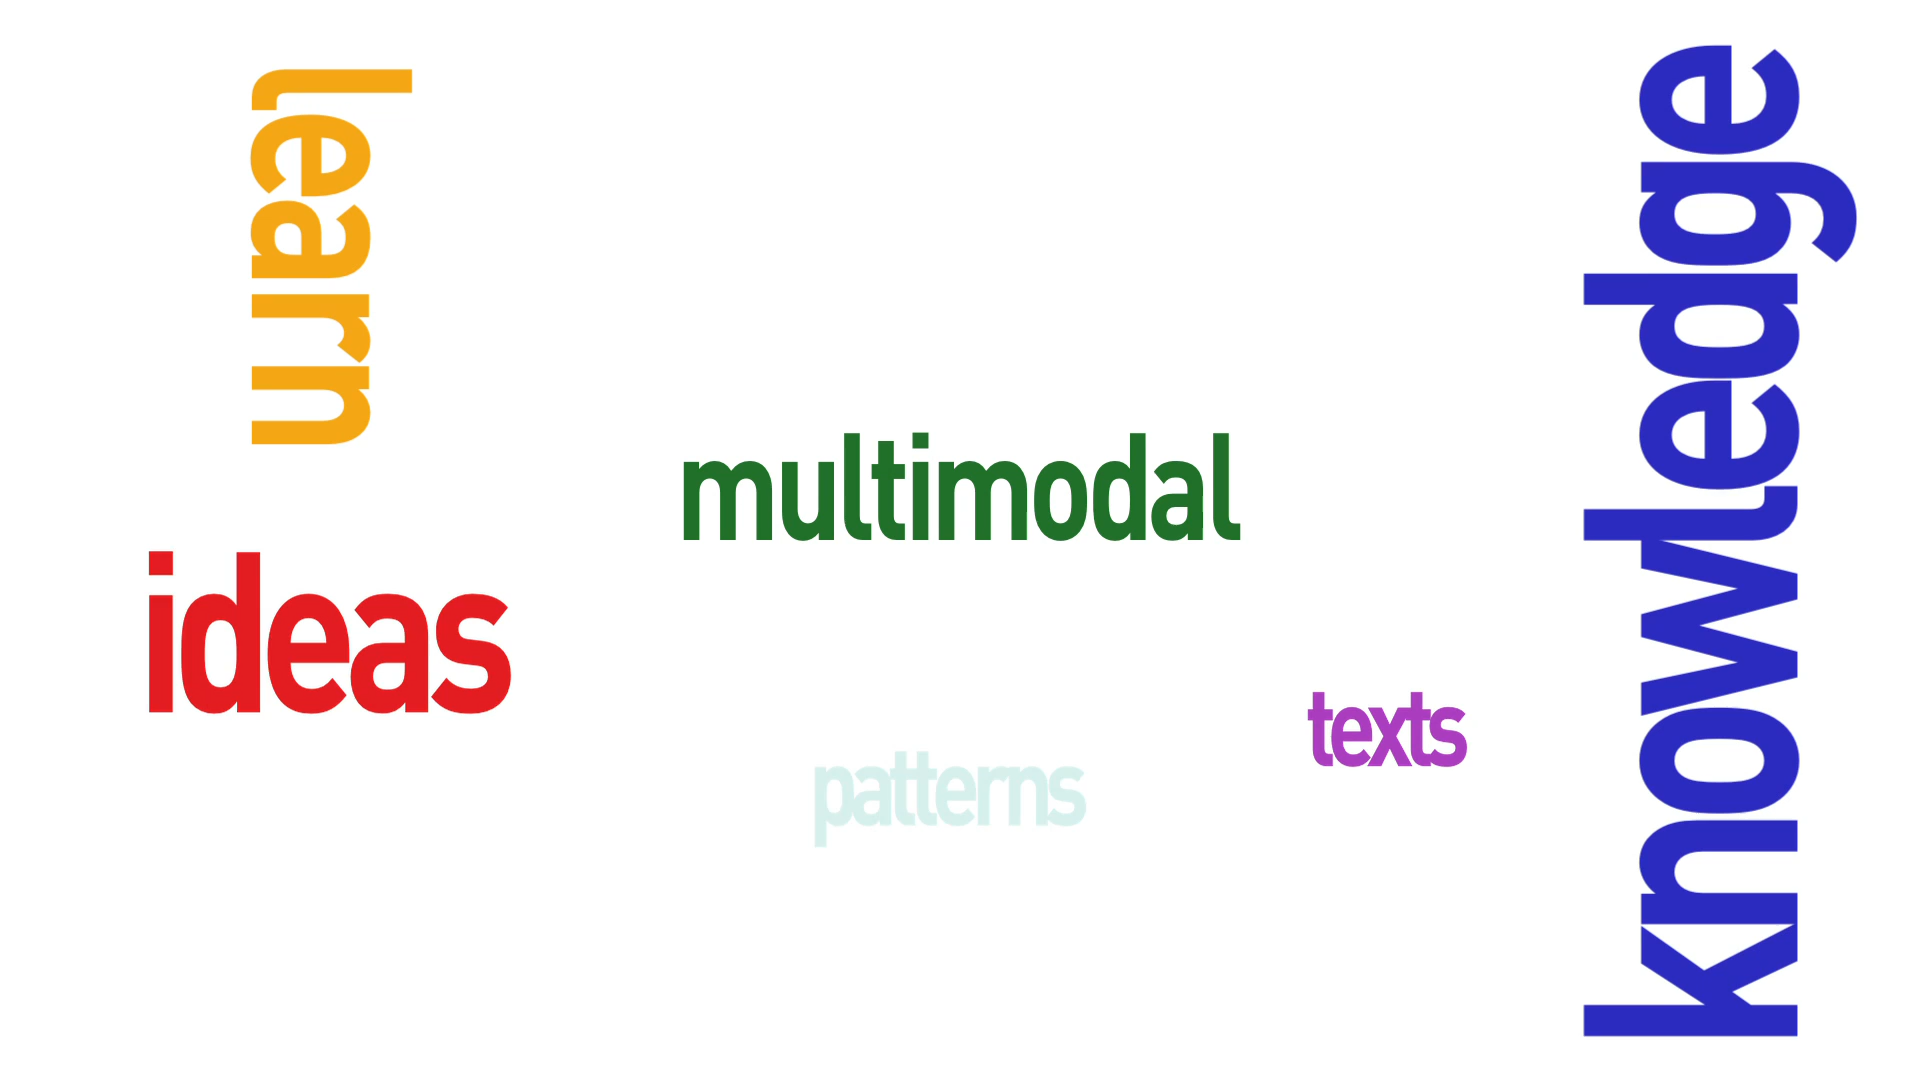 learn
knowledge
multimodal
ideas
texts
patterns